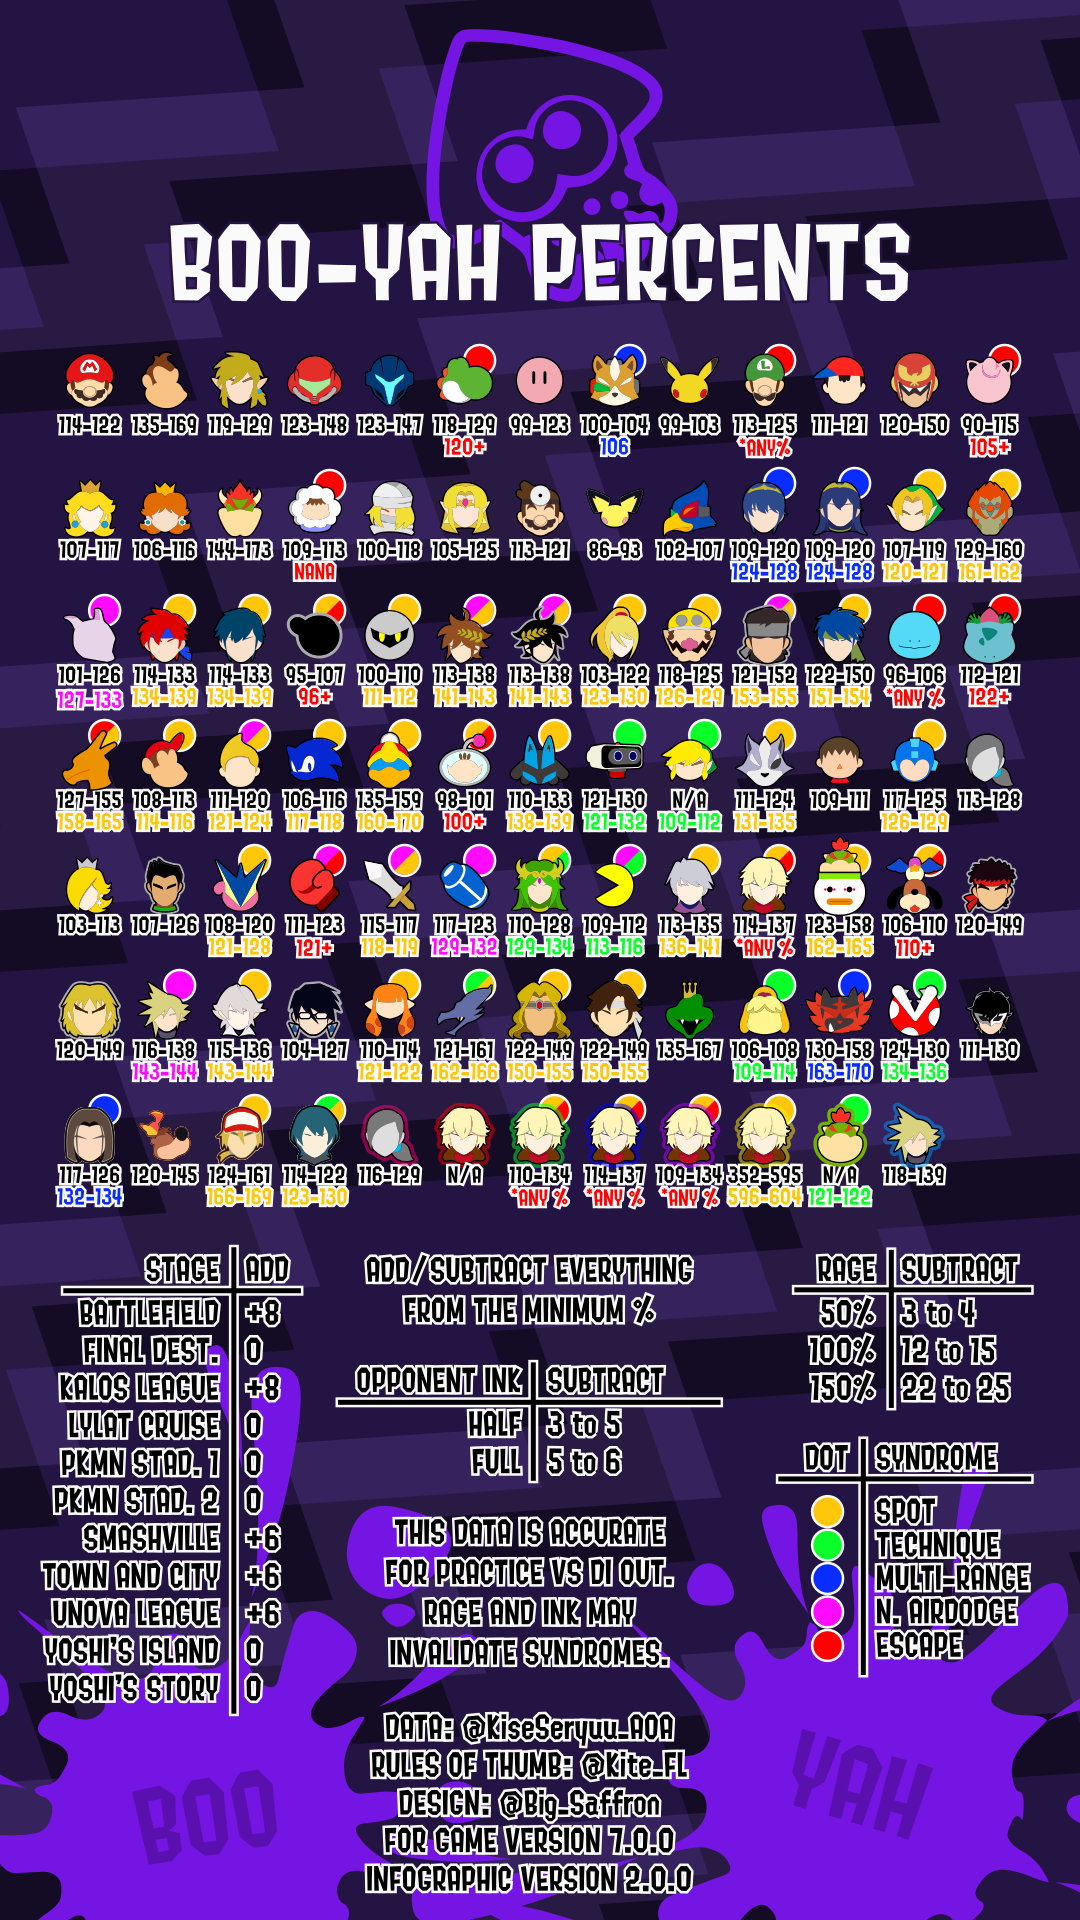 BOO-YAH PERCENTS
114-122 135-169 119-129 123-148 123-147 118-129 99-123 100-104 99-103 113-125 111-121 120-150 90-115
120+ 106 *ANY% 105+
107-117 106-116 144-173 109-113 100-118 105-125 113-121 86-93 102-107 109-120 109-120 107-119 129-160
NANA 124-128 124-128 120-121 161-162
101-126 114-133 114-133 95-107 100-110 113-138 113-138 103-122 118-125 121-152 122-150 96-106 112-121
127-133 134-139 134-139 96+ 111-112 141-143 141-143 123-130 126-129 153-155 151-154 *ANY % 122+
127-155 108-113 111-120 106-116 135-159 98-101 110-133 121-130 N/A 111-124 109-111 117-125 113-128
158-165 114-116 121-124 117-118 160-170 100+ 138-139 121-132 109-112 131-135 126-129
103-113 107-126 108-120 111-123 115-117 117-123 110-128 109-112 113-135 114-137 123-158 106-110 120-149
121-128 121+ 118-119 129-132 129-134 113-116 136-141 *ANY % 162-165 110+
120-149 116-138 115-136 104-127 110-114 121-161 122-149 122-149 135-167 106-108 130-158 124-130 111-130
143-144 143-144 121-122 162-166 150-155 150-155 109-114 163-170 134-136
117-126 120-145 124-161 114-122 116-129 N/A 110-134 114-137 109-134 352-595 N/A 118-139
132-134 166-169 123-130 *ANY % *ANY % *ANY % 596-604 121-122
STAGE ADD
BATTLEFIELD +8
FINAL DEST. 0
KALOS LEAGUE +8
LYLAT CRUISE 0
PKMN STAD. 1 0
PKMN STAD. 2 0
SMASHVILLE +6
TOWN AND CITY +6
UNOVA LEAGUE +6
YOSHI'S ISLAND 0
YOSHI'S STORY 0
ADD/SUBTRACT EVERYTHING
FROM THE MINIMUM %
OPPONENT INK SUBTRACT
HALF 3 to 5
FULL 5 to 6
THIS DATA IS ACCURATE
FOR PRACTICE VS DI OUT.
RAGE AND INK MAY
INVALIDATE SYNDROMES.
RAGE SUBTRACT
50% 3 to 4
100% 12 to 15
150% 22 to 25
DOT SYNDROME
SPOT
TECHNIQUE
MULTI-RANGE
N. AIRDODGE
ESCAPE
DATA: @KiseSeryuu_AOA
RULES OF THUMB: @Kite_FL
DESIGN: @Big_Saffron
FOR GAME VERSION 7.0.0
INFOGRAPHIC VERSION 2.0.0
BOO
YAH